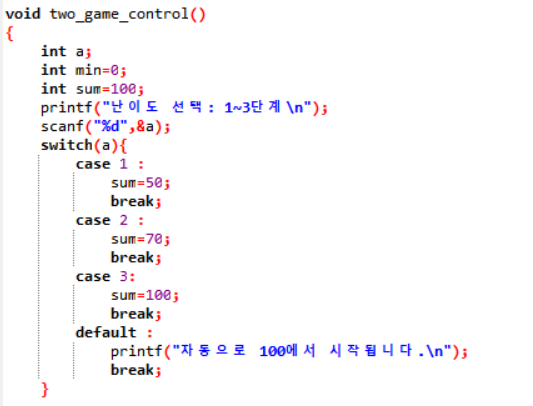 void two_game_control()
{
int a;
int min=0;
int sum=100;
printf("난이도 선택: 1~3단계\n");
scanf("%d",&a);
switch(a){
case 1 :
sum=50;
break;
case 2 :
sum=70;
break;
case 3:
sum=100;
break;
default :
printf("자동으로 100에서 시작됩니다.\n");
break;
}